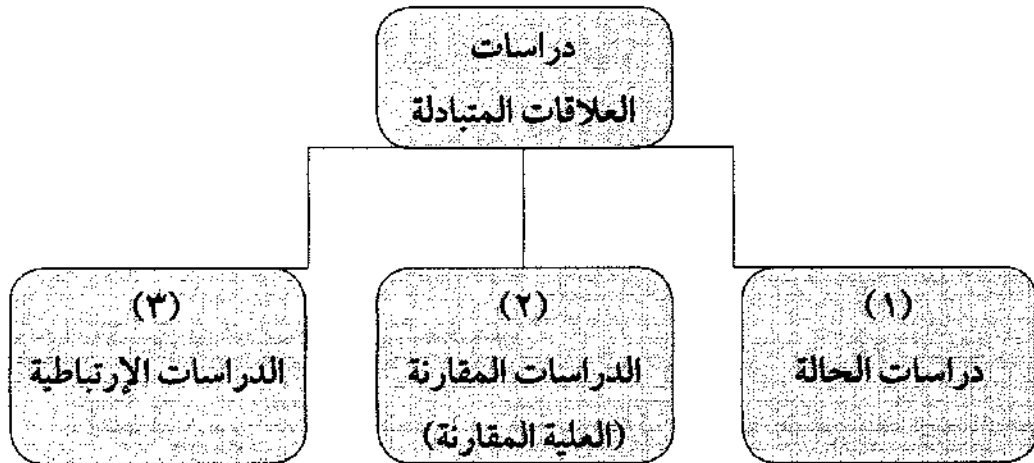 دراسات
العلاقات المتبادلة
(١)
دراسات الحالة
(٢)
الدراسات المقارنة
(العلية المقارنة)
(٣)
الدراسات الإرتباطية